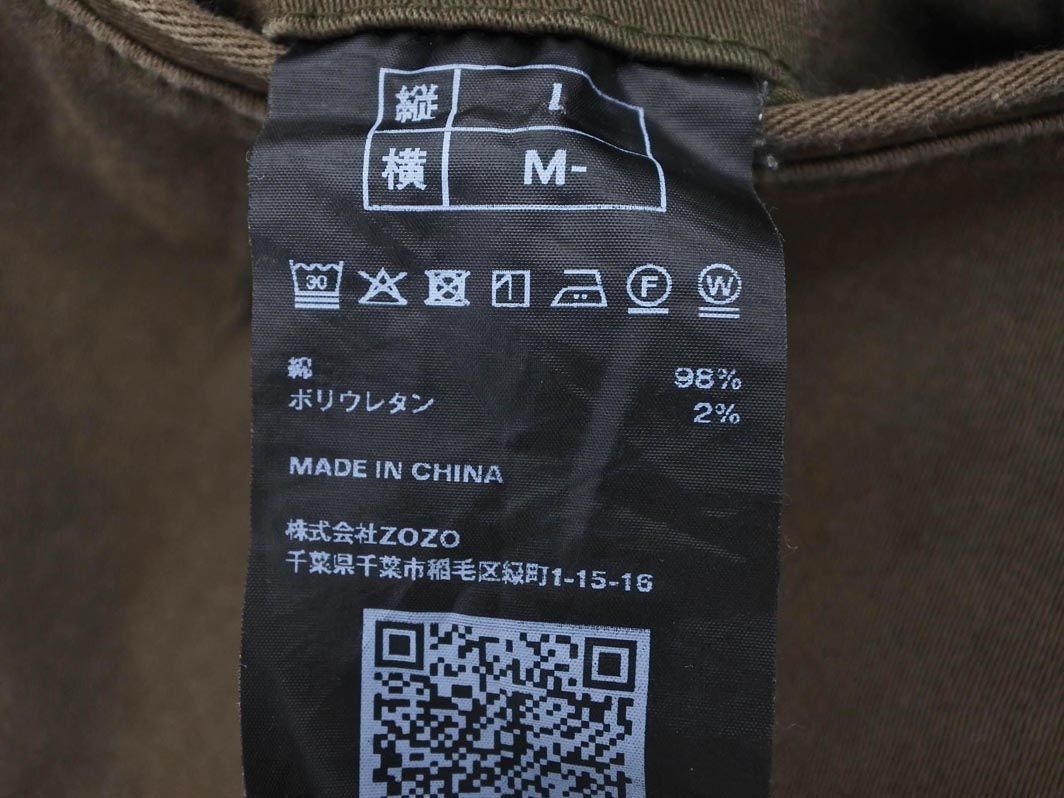 縦
横 M-
30 F W
綿 98%
ポリウレタン 2%
MADE IN CHINA
株式会社ZOZO
千葉県千葉市稲毛区緑町1-15-16